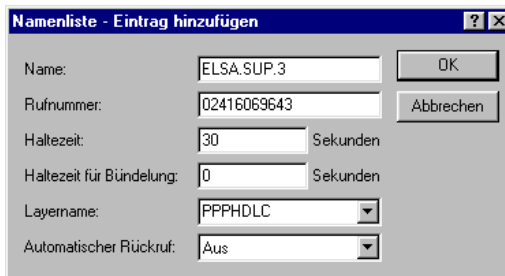 Namenliste - Eintrag hinzufügen
Name: ELSA.SUP.3 OK
Rufnummer: 02416069643 Abbrechen
Haltezeit: 30 Sekunden
Haltezeit für Bündelung: 0 Sekunden
Layername: PPPHDLC
Automatischer Rückruf: Aus